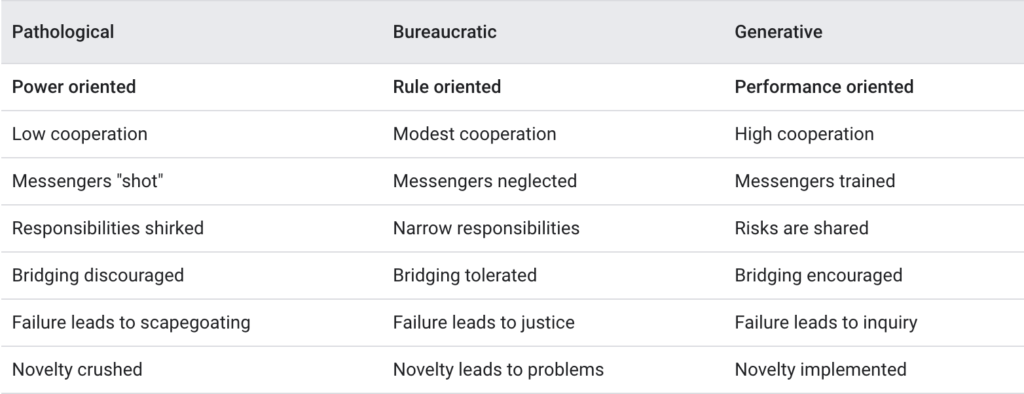 Pathological Bureaucratic Generative
Power oriented Rule oriented Performance oriented
Low cooperation Modest cooperation High cooperation
Messengers "shot" Messengers neglected Messengers trained
Responsibilities shirked Narrow responsibilities Risks are shared
Bridging discouraged Bridging tolerated Bridging encouraged
Failure leads to scapegoating Failure leads to justice Failure leads to inquiry
Novelty crushed Novelty leads to problems Novelty implemented